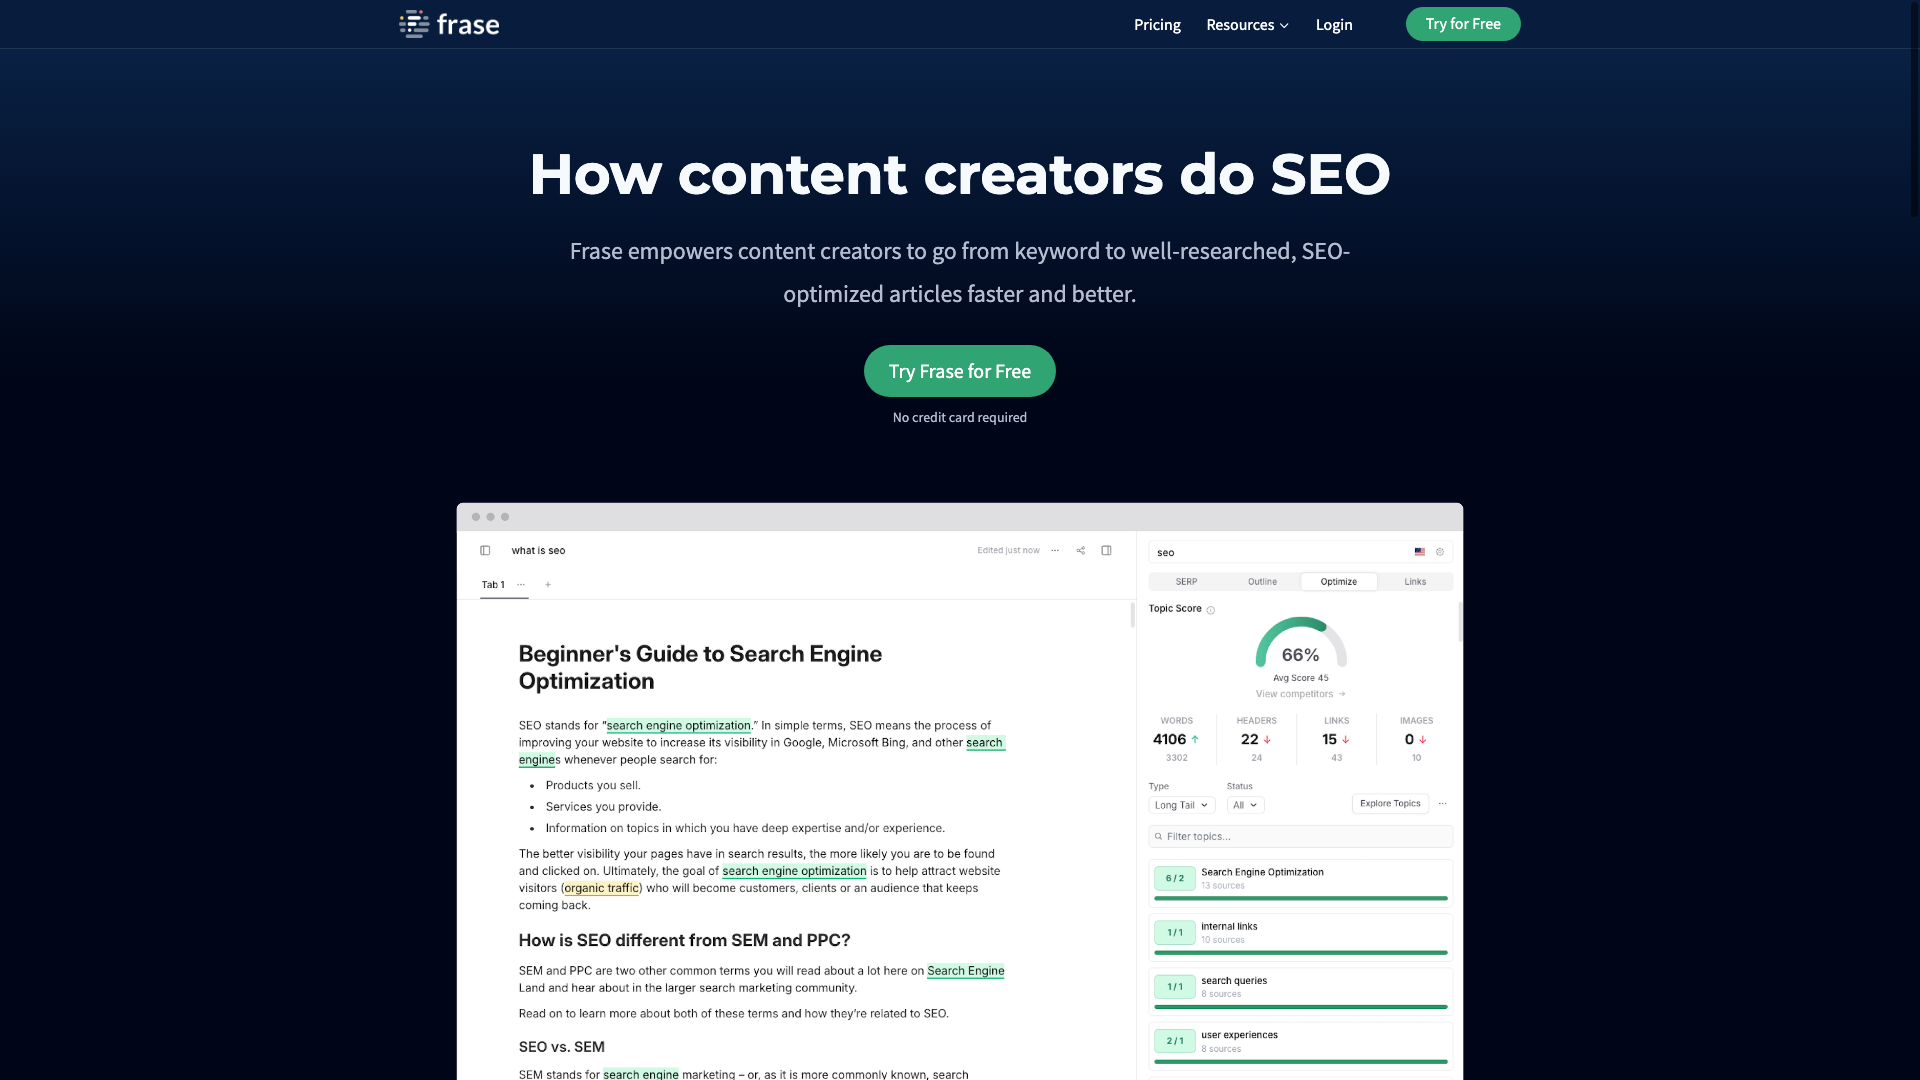 frase
Pricing
Resources
Login
Try for Free
How content creators do SEO
Frase empowers content creators to go from keyword to well-researched, SEO-
optimized articles faster and better.
Try Frase for Free
No credit card required
what is seo
Edited just now
Tab 1
Beginner's Guide to Search Engine
Optimization
SEO stands for “search engine optimization.” In simple terms, SEO means the process of
improving your website to increase its visibility in Google, Microsoft Bing, and other search
engines whenever people search for:
• Products you sell.
• Services you provide.
• Information on topics in which you have deep expertise and/or experience.
The better visibility your pages have in search results, the more likely you are to be found
and clicked on. Ultimately, the goal of search engine optimization is to help attract website
visitors (organic traffic) who will become customers, clients or an audience that keeps
coming back.
How is SEO different from SEM and PPC?
SEM and PPC are two other common terms you will read about a lot here on Search Engine
Land and hear about in the larger search marketing community.
Read on to learn more about both of these terms and how they’re related to SEO.
SEO vs. SEM
SEM stands for search engine marketing – or, as it is more commonly known, search
seo
SERP
Outline
Optimize
Links
Topic Score
66%
Avg Score 45
View competitors →
WORDS
4106 ↑
3302
HEADERS
22 ↓
24
LINKS
15 ↓
43
IMAGES
0 ↓
10
Type
Long Tail
Status
All
Explore Topics
Filter topics...
6 / 2
Search Engine Optimization
13 sources
1 / 1
internal links
10 sources
1 / 1
search queries
8 sources
2 / 1
user experiences
8 sources